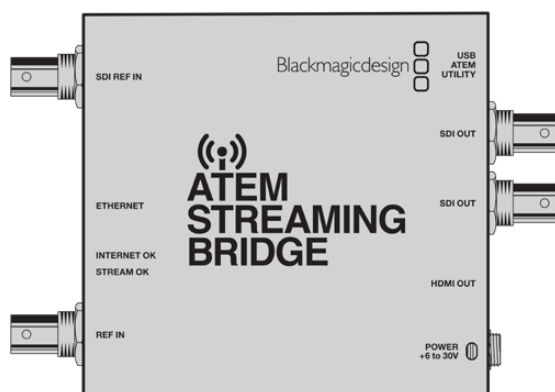 SDI REF IN
Blackmagicdesign
USB
ATEM
UTILITY
SDI OUT
ATEM
STREAMING
BRIDGE
ETHERNET
SDI OUT
INTERNET OK
STREAM OK
HDMI OUT
REF IN
POWER
+6 to 30V